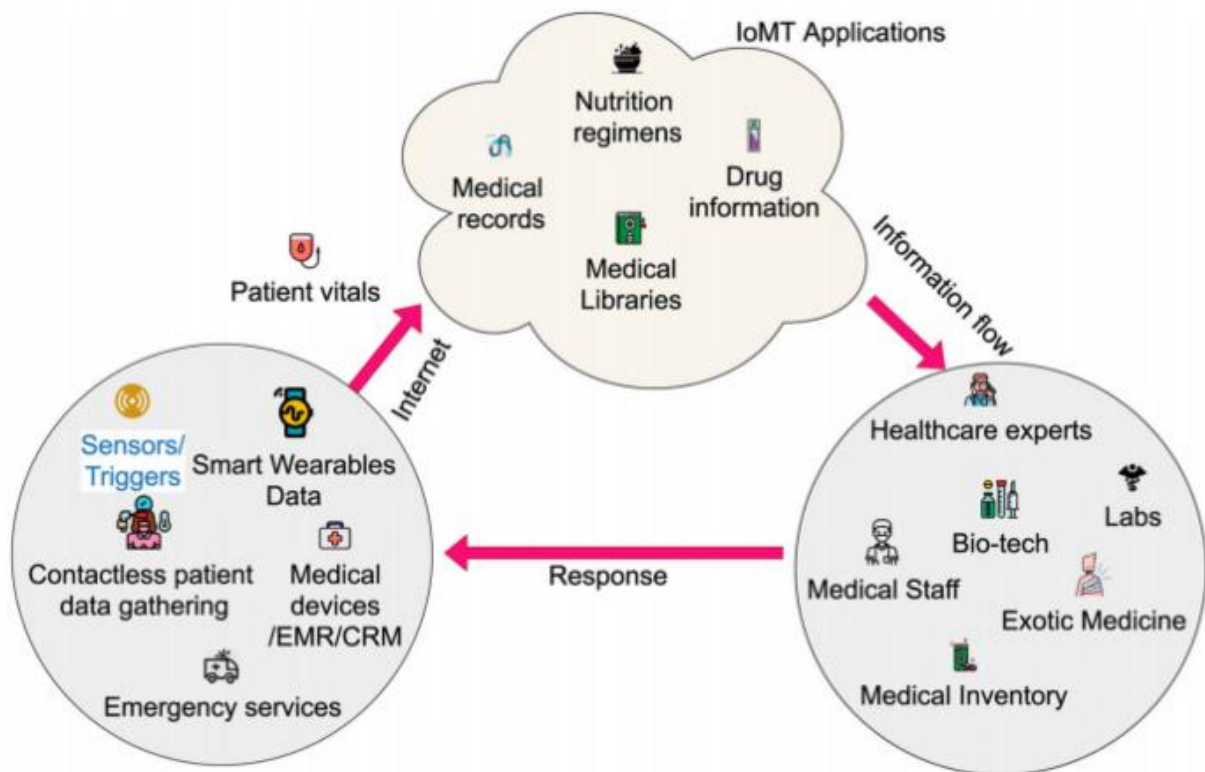 IoMT Applications
Nutrition
regimens
Medical
records
Drug
information
Medical
Libraries
Patient vitals
Internet
Information flow
Sensors/
Triggers
Smart Wearables
Data
Contactless patient
data gathering
Medical
devices
/EMR/CRM
Emergency services
Response
Healthcare experts
Labs
Bio-tech
Medical Staff
Exotic Medicine
Medical Inventory